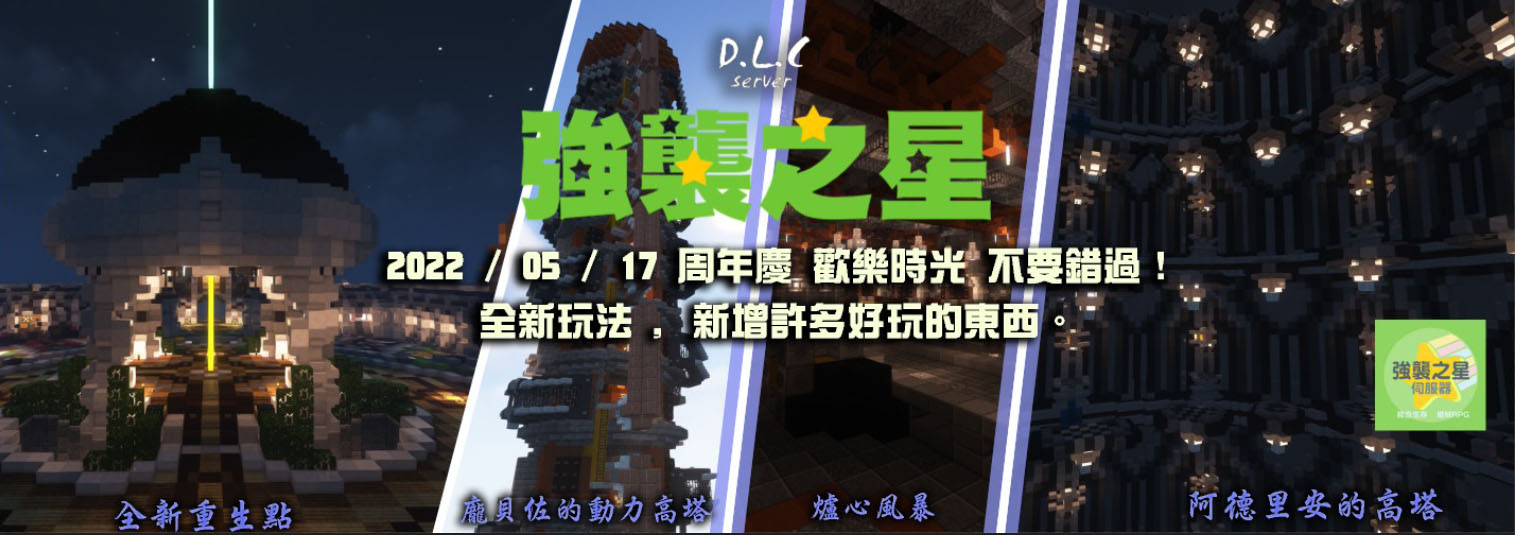 D.L.C
server
強襲之星
2022 / 05 / 17 周年慶 歡樂時光 不要錯過！
全新玩法 ， 新增許多好玩的東西。
強襲之星
伺服器
全新重生點
龐貝佐的動力高塔
爐心風暴
阿德里安的高塔